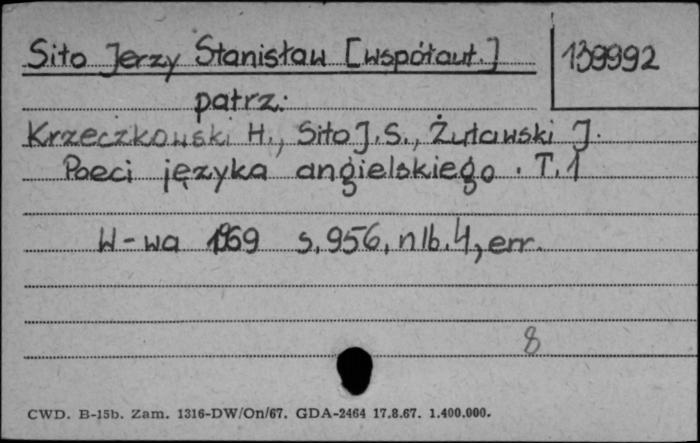 Sito Jerzy Stanisław [współaut.] 139992
patrz:
Krzeczkowski H., Sito J.S., Żuławski J.
Poeci języka angielskiego. T.1
W-wa 1969 s. 956, nlb. 4, err.
8
CWD. B-15b. Zam. 1316-DW/On/67. GDA-2464 17.8.67. 1.400.000.